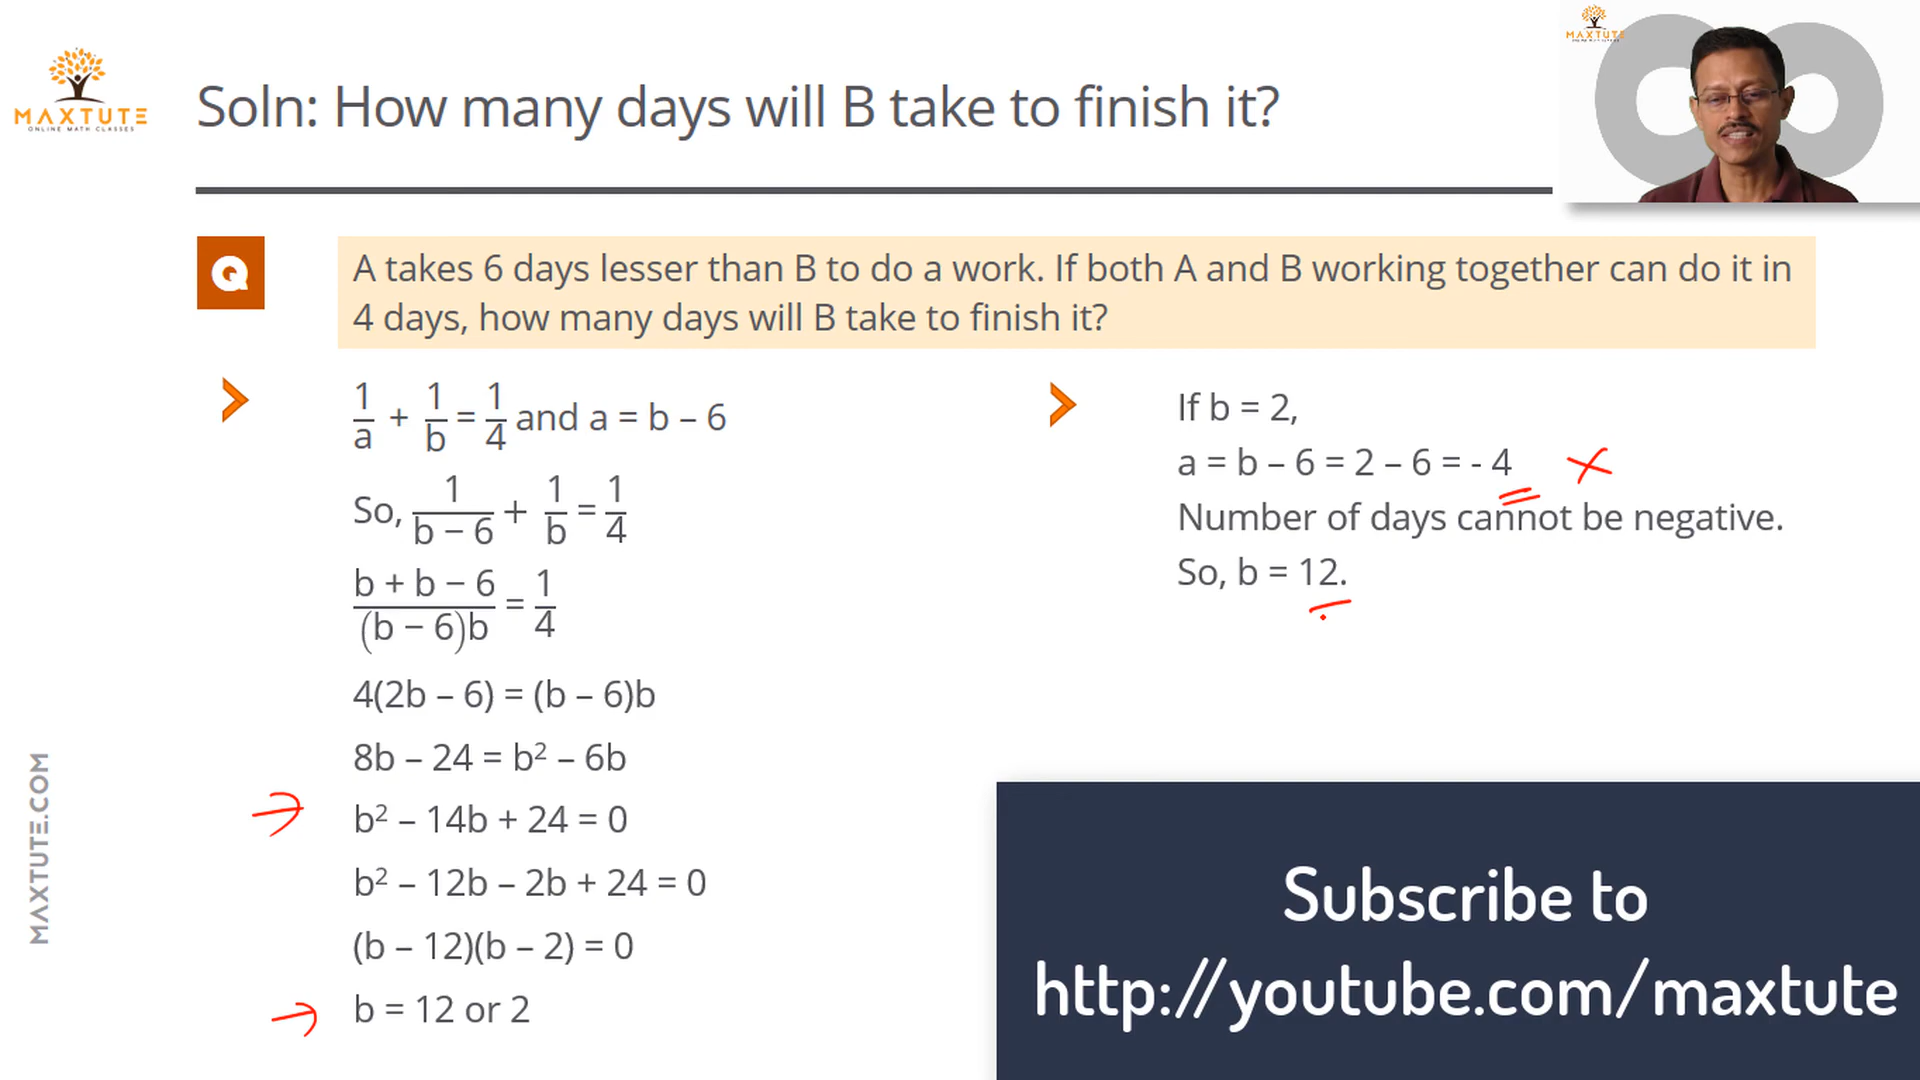 MAXTUTE
ONLINE MATH CLASSES
Soln: How many days will B take to finish it?
MAXTUTE
Q
A takes 6 days lesser than B to do a work. If both A and B working together can do it in
4 days, how many days will B take to finish it?
1/a + 1/b = 1/4 and a = b – 6
So, 1/(b − 6) + 1/b = 1/4
(b + b − 6)/((b − 6)b) = 1/4
4(2b – 6) = (b – 6)b
8b – 24 = b² – 6b
b² – 14b + 24 = 0
b² – 12b – 2b + 24 = 0
(b – 12)(b – 2) = 0
b = 12 or 2
If b = 2,
a = b – 6 = 2 – 6 = - 4
Number of days cannot be negative.
So, b = 12.
MAXTUTE.COM
Subscribe to
http://youtube.com/maxtute